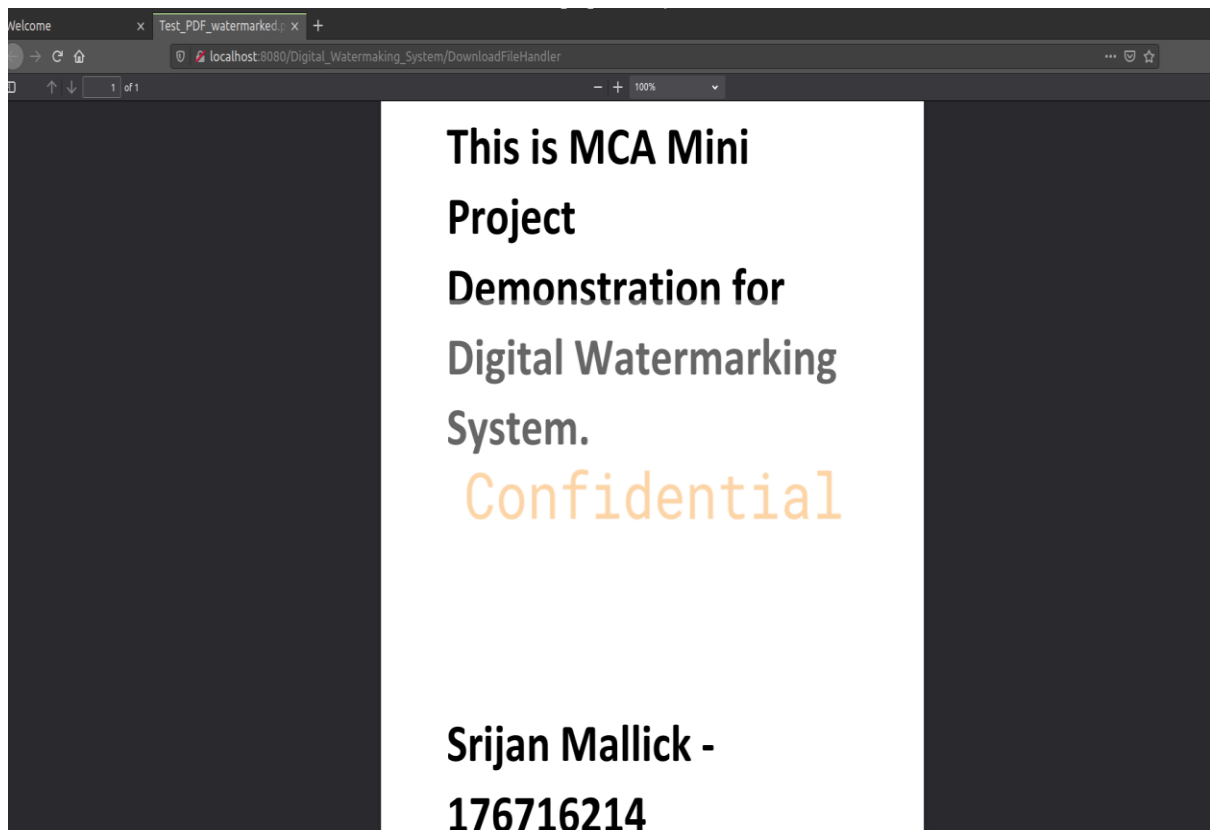 Welcome
Test_PDF_watermarked.p
localhost:8080/Digital_Watermaking_System/DownloadFileHandler
1 of 1
100%
This is MCA Mini
Project
Demonstration for
Digital Watermarking
System.
Confidential
Srijan Mallick -
176716214